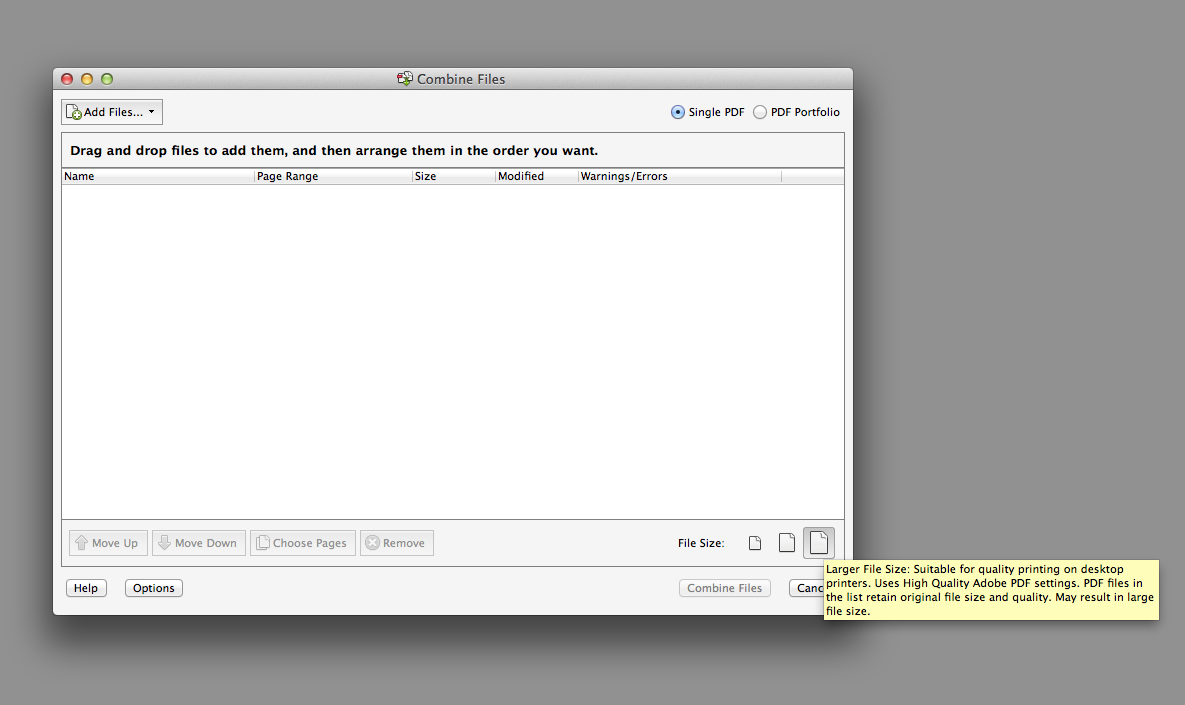 Combine Files
Add Files...
Single PDF PDF Portfolio
Drag and drop files to add them, and then arrange them in the order you want.
Name Page Range Size Modified Warnings/Errors
Move Up Move Down Choose Pages Remove File Size:
Help Options Combine Files Canc
Larger File Size: Suitable for quality printing on desktop
printers. Uses High Quality Adobe PDF settings. PDF files in
the list retain original file size and quality. May result in large
file size.